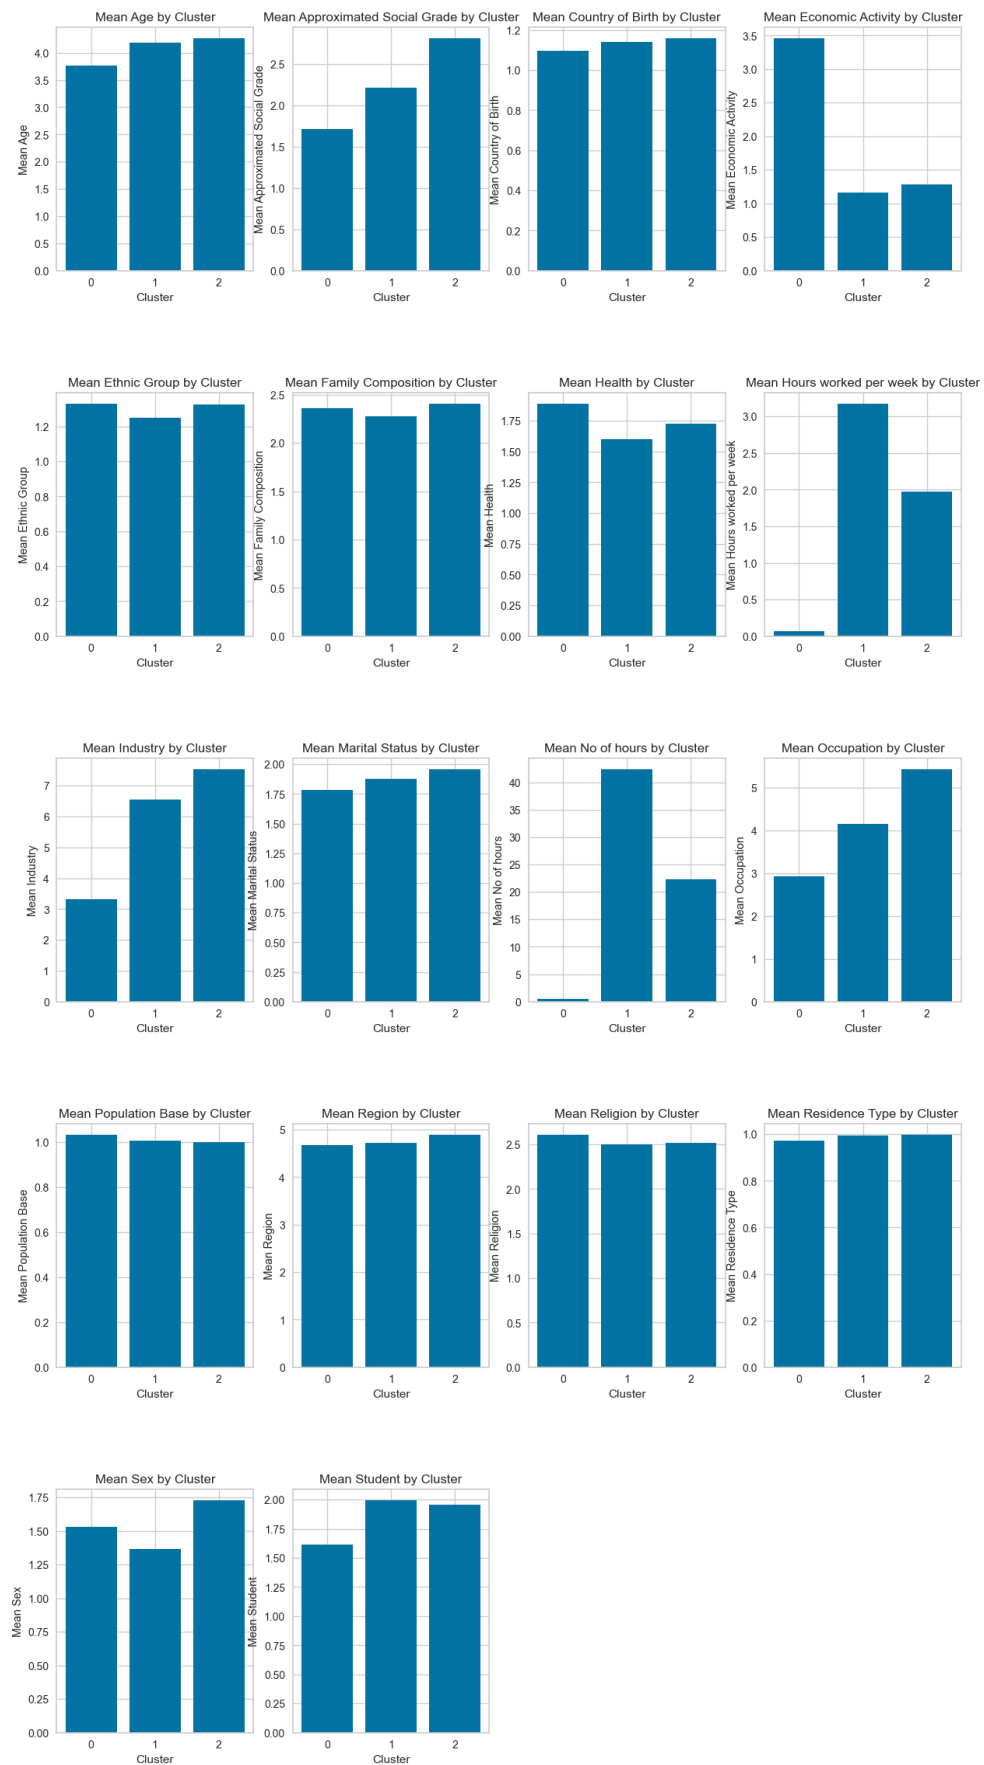 Mean Age by Cluster
Mean Age
4.0
3.5
3.0
2.5
2.0
1.5
1.0
0.5
0.0
0 1 2
Cluster
Mean Approximated Social Grade by Cluster
Mean Approximated Social Grade
2.5
2.0
1.5
1.0
0.5
0.0
0 1 2
Cluster
Mean Country of Birth by Cluster
Mean Country of Birth
1.2
1.0
0.8
0.6
0.4
0.2
0.0
0 1 2
Cluster
Mean Economic Activity by Cluster
Mean Economic Activity
3.5
3.0
2.5
2.0
1.5
1.0
0.5
0.0
0 1 2
Cluster
Mean Ethnic Group by Cluster
Mean Ethnic Group
1.2
1.0
0.8
0.6
0.4
0.2
0.0
0 1 2
Cluster
Mean Family Composition by Cluster
Mean Family Composition
2.5
2.0
1.5
1.0
0.5
0.0
0 1 2
Cluster
Mean Health by Cluster
Mean Health
1.75
1.50
1.25
1.00
0.75
0.50
0.25
0.00
0 1 2
Cluster
Mean Hours worked per week by Cluster
Mean Hours worked per week
3.0
2.5
2.0
1.5
1.0
0.5
0.0
0 1 2
Cluster
Mean Industry by Cluster
Mean Industry
7
6
5
4
3
2
1
0
0 1 2
Cluster
Mean Marital Status by Cluster
Mean Marital Status
2.00
1.75
1.50
1.25
1.00
0.75
0.50
0.25
0.00
0 1 2
Cluster
Mean No of hours by Cluster
Mean No of hours
40
35
30
25
20
15
10
5
0
0 1 2
Cluster
Mean Occupation by Cluster
Mean Occupation
5
4
3
2
1
0
0 1 2
Cluster
Mean Population Base by Cluster
Mean Population Base
1.0
0.8
0.6
0.4
0.2
0.0
0 1 2
Cluster
Mean Region by Cluster
Mean Region
5
4
3
2
1
0
0 1 2
Cluster
Mean Religion by Cluster
Mean Religion
2.5
2.0
1.5
1.0
0.5
0.0
0 1 2
Cluster
Mean Residence Type by Cluster
Mean Residence Type
1.0
0.8
0.6
0.4
0.2
0.0
0 1 2
Cluster
Mean Sex by Cluster
Mean Sex
1.75
1.50
1.25
1.00
0.75
0.50
0.25
0.00
0 1 2
Cluster
Mean Student by Cluster
Mean Student
2.00
1.75
1.50
1.25
1.00
0.75
0.50
0.25
0.00
0 1 2
Cluster